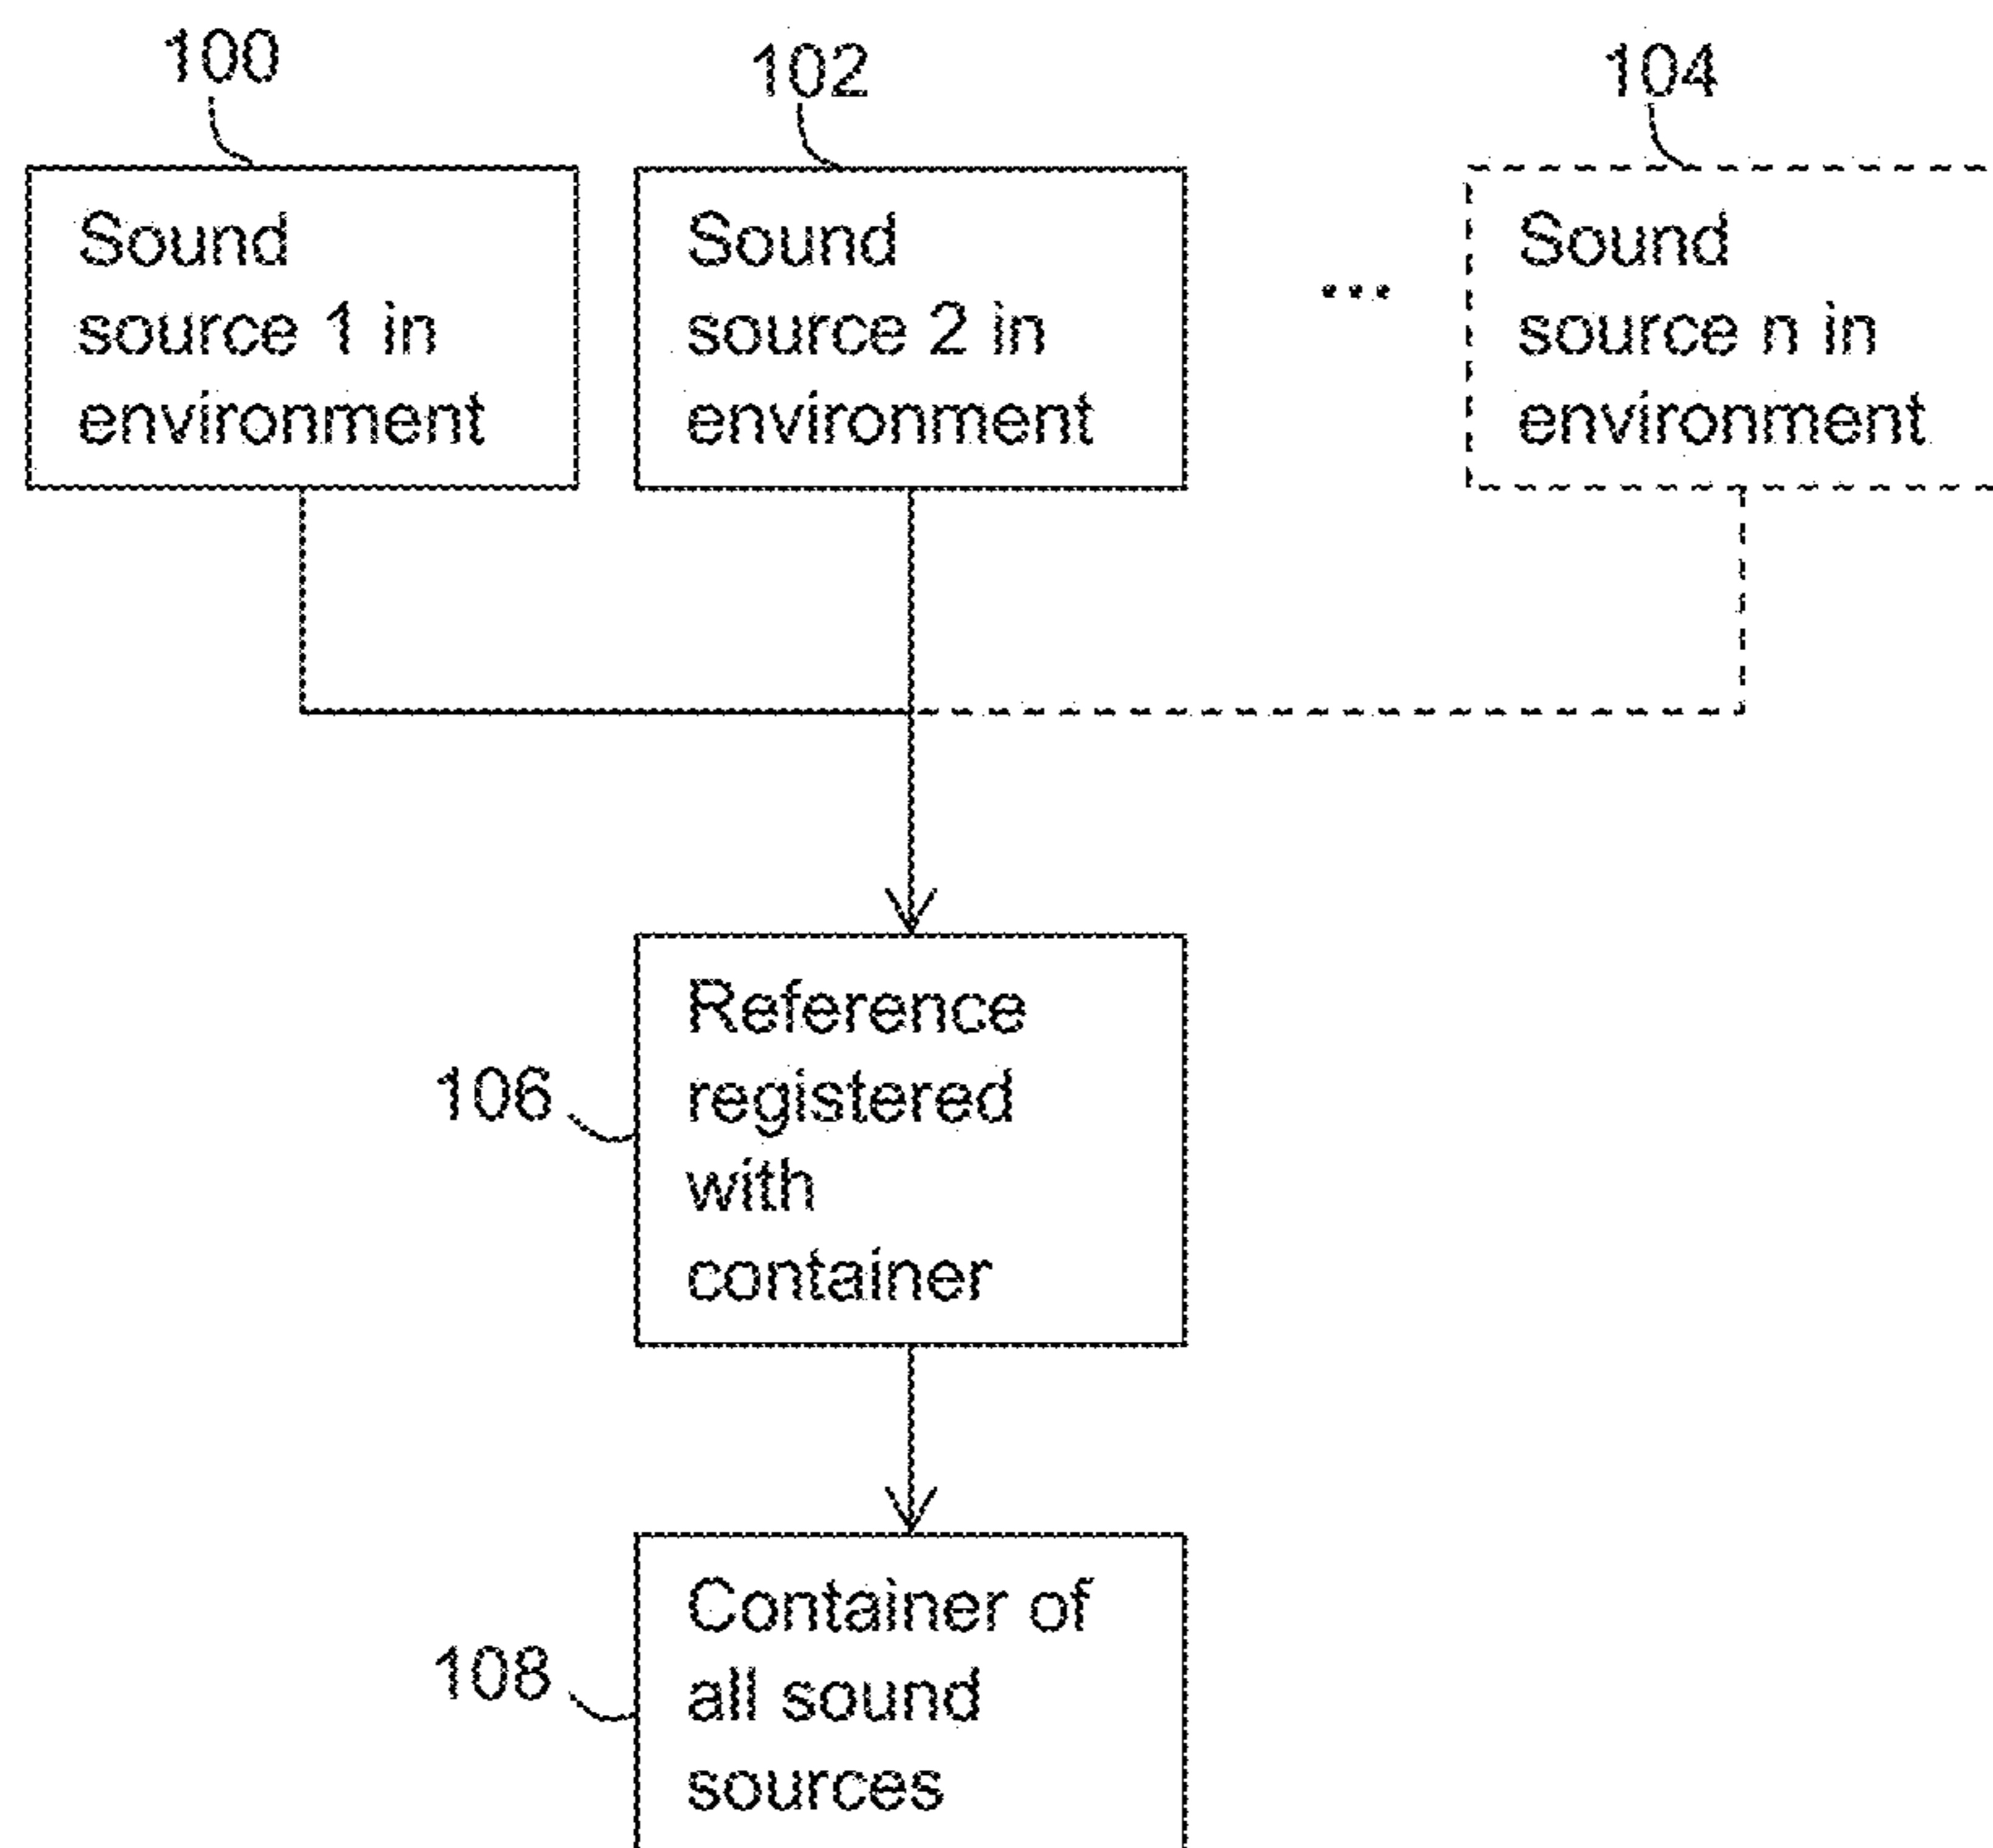 100
102
104
Sound
source 1 in
environment
Sound
source 2 in
environment
...
Sound
source n in
environment
106
Reference
registered
with
container
108
Container of
all sound
sources